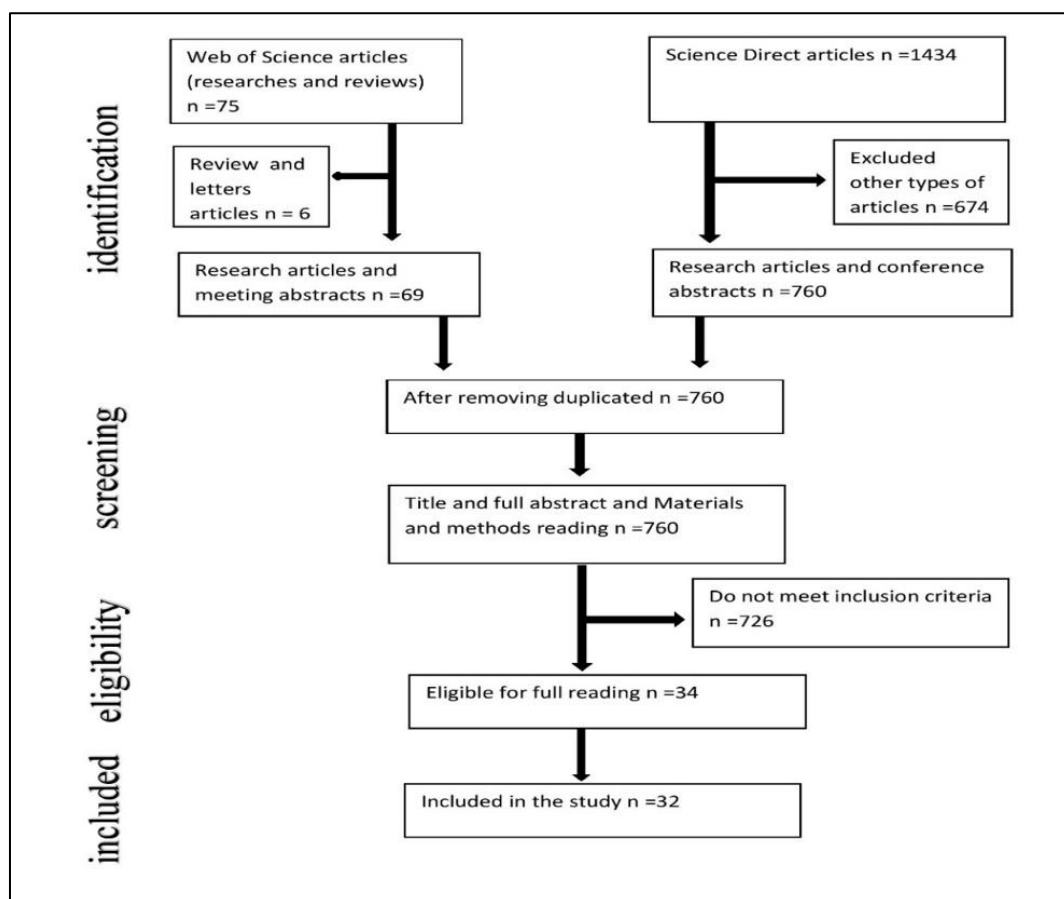 Web of Science articles
(researches and reviews)
n =75
Science Direct articles n =1434
Review and
letters
articles n = 6
Excluded
other types of
articles n =674
identification
Research articles and
meeting abstracts n =69
Research articles and conference
abstracts n =760
After removing duplicated n =760
screening
Title and full abstract and Materials
and methods reading n =760
Do not meet inclusion criteria
n =726
eligibility
Eligible for full reading n =34
included
Included in the study n =32